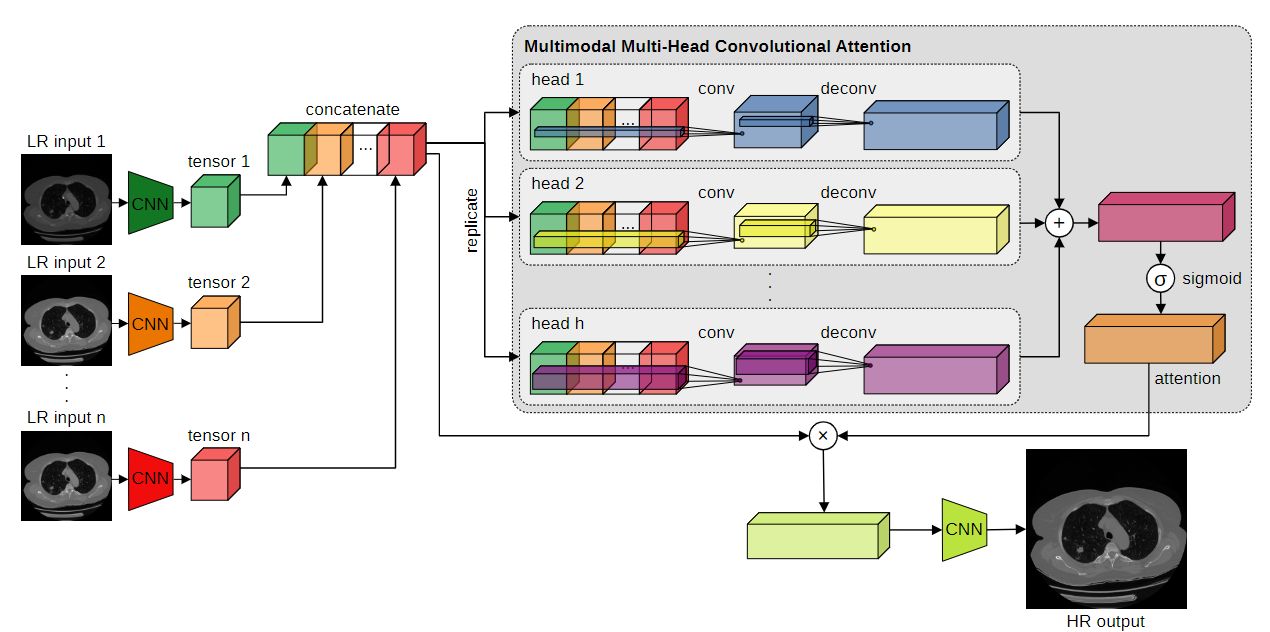 Multimodal Multi-Head Convolutional Attention
head 1
conv
deconv
concatenate
...
...
LR input 1
tensor 1
CNN
replicate
head 2
conv
deconv
...
+
LR input 2
tensor 2
CNN
σ
sigmoid
head h
conv
deconv
...
attention
LR input n
tensor n
CNN
×
CNN
HR output